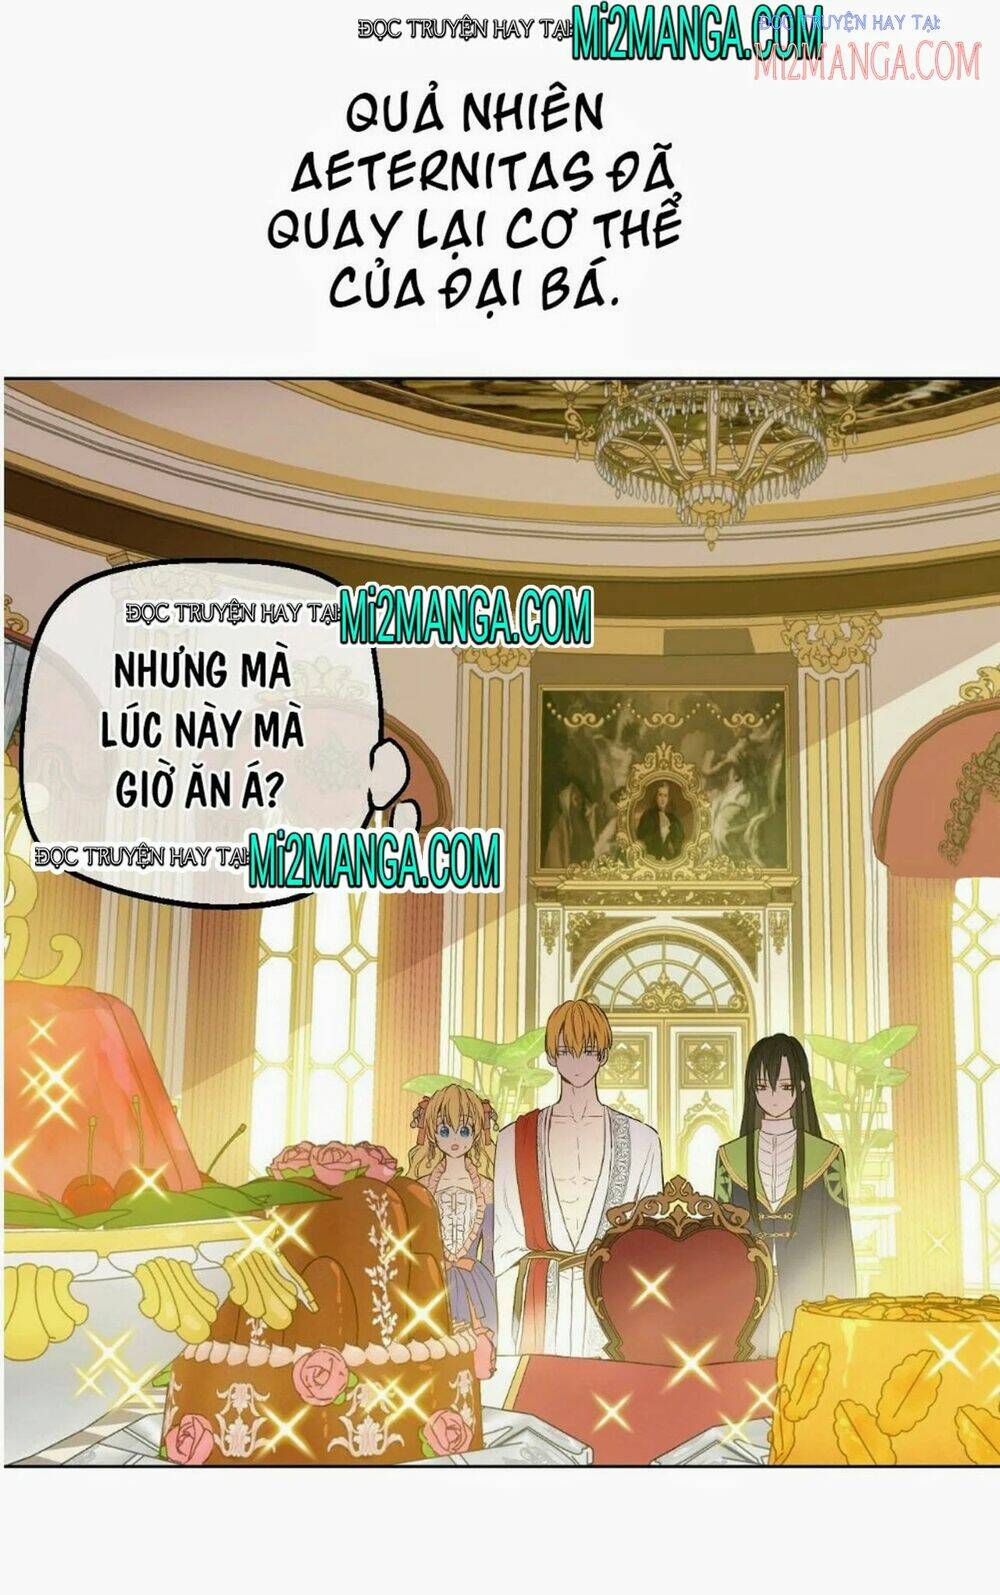 ĐỌC TRUYỆN HAY TẠI: Mi2MANGA.COM
ĐỌC TRUYỆN HAY TẠI:
Mi2MANGA.COM
QUẢ NHIÊN
AETERNITAS ĐÃ
QUAY LẠI CƠ THỂ
CỦA ĐẠI BÁ.
ĐỌC TRUYỆN HAY TẠI: Mi2MANGA.COM
NHƯNG MÀ
LÚC NÀY MÀ
GIỜ ĂN Á?
ĐỌC TRUYỆN HAY TẠI: Mi2MANGA.COM